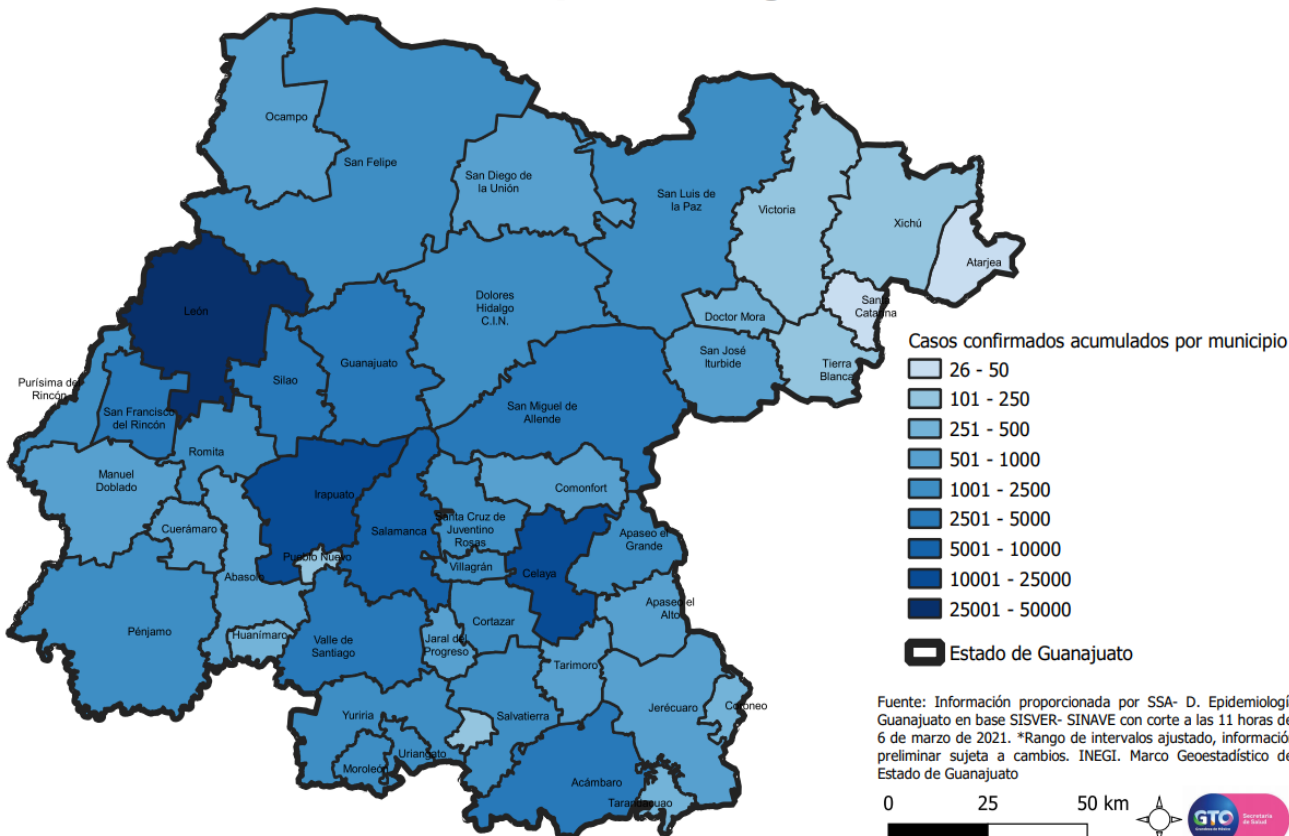 Ocampo
San Felipe
San Diego de
la Unión
San Luis de
la Paz
Victoria
Xichú
Atarjea
León
Dolores
Hidalgo
C.I.N.
Santa
Catarina
Doctor Mora
Guanajuato
San José
Iturbide
Tierra
Blanca
Silao
Purísima del
Rincón
San Francisco
del Rincón
San Miguel de
Allende
Romita
Manuel
Doblado
Irapuato
Comonfort
Cuerámaro
Salamanca
Santa Cruz de
Juventino
Rosas
Apaseo el
Grande
Pueblo Nuevo
Villagrán
Celaya
Abasolo
Apaseo el
Alto
Pénjamo
Huanímaro
Valle de
Santiago
Jaral del
Progreso
Cortazar
Tarimoro
Jerécuaro
Coroneo
Yuriria
Salvatierra
Uriangato
Moroleón
Acámbaro
Tarandacuao
Casos confirmados acumulados por municipio
26 - 50
101 - 250
251 - 500
501 - 1000
1001 - 2500
2501 - 5000
5001 - 10000
10001 - 25000
25001 - 50000
Estado de Guanajuato
Fuente: Información proporcionada por SSA- D. Epidemiologí
Guanajuato en base SISVER- SINAVE con corte a las 11 horas de
6 de marzo de 2021. *Rango de intervalos ajustado, informació
preliminar sujeta a cambios. INEGI. Marco Geoestadístico de
Estado de Guanajuato
0 25 50 km
GTO
Grandeza de México
Secretaría
de Salud